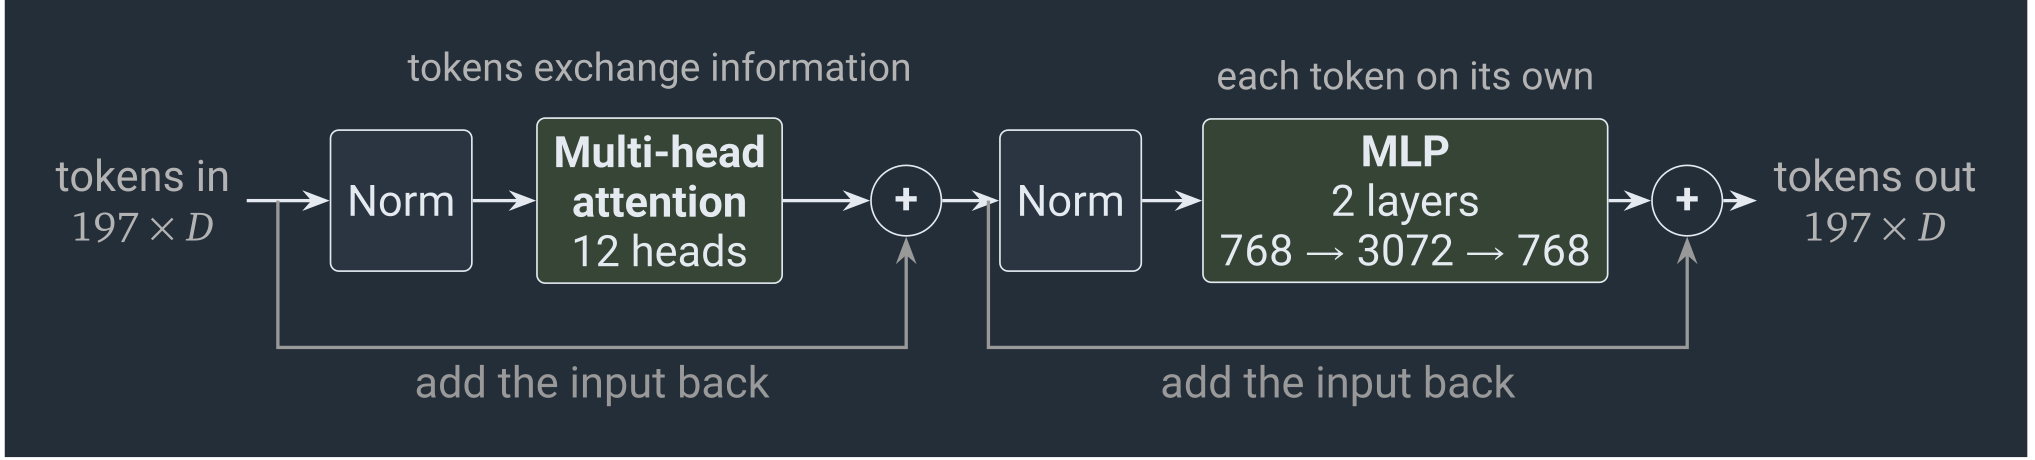 tokens exchange information
each token on its own
tokens in
197 × D
Norm
Multi-head
attention
12 heads
+
Norm
MLP
2 layers
768 → 3072 → 768
+
tokens out
197 × D
add the input back
add the input back